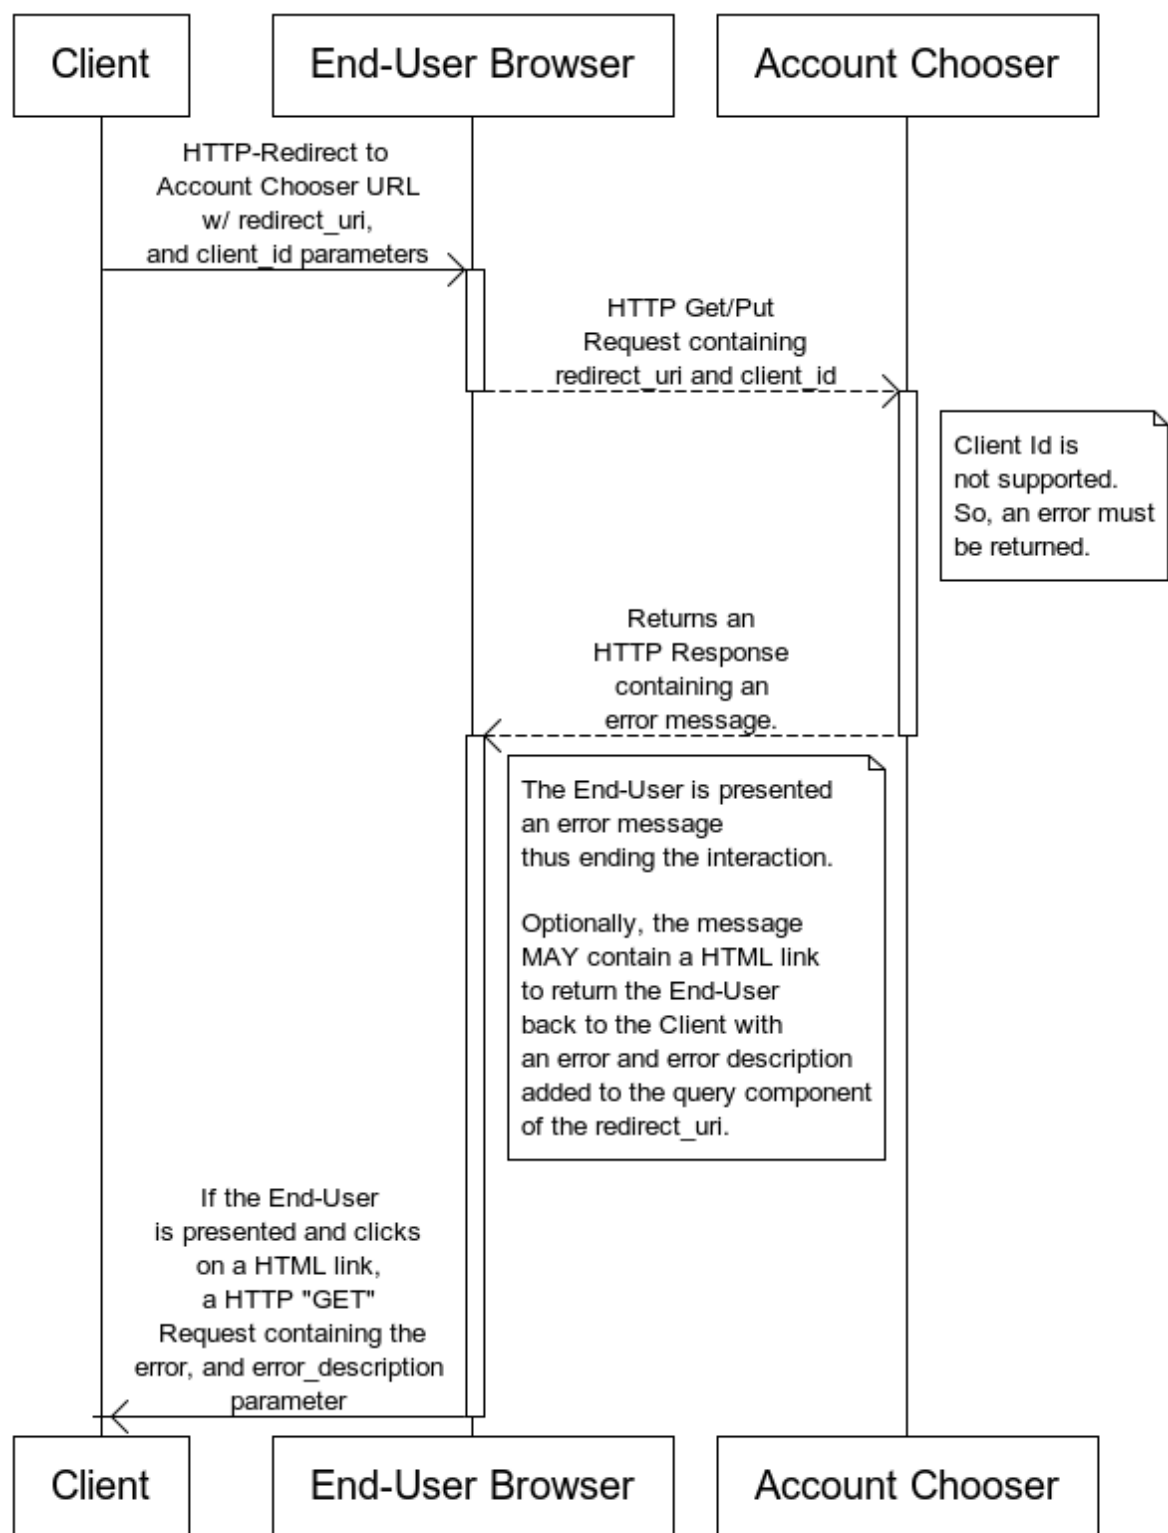 Client
End-User Browser
Account Chooser
HTTP-Redirect to
Account Chooser URL
w/ redirect_uri,
and client_id parameters
HTTP Get/Put
Request containing
redirect_uri and client_id
Client Id is
not supported.
So, an error must
be returned.
Returns an
HTTP Response
containing an
error message.
The End-User is presented
an error message
thus ending the interaction.
Optionally, the message
MAY contain a HTML link
to return the End-User
back to the Client with
an error and error description
added to the query component
of the redirect_uri.
If the End-User
is presented and clicks
on a HTML link,
a HTTP "GET"
Request containing the
error, and error_description
parameter
Client
End-User Browser
Account Chooser